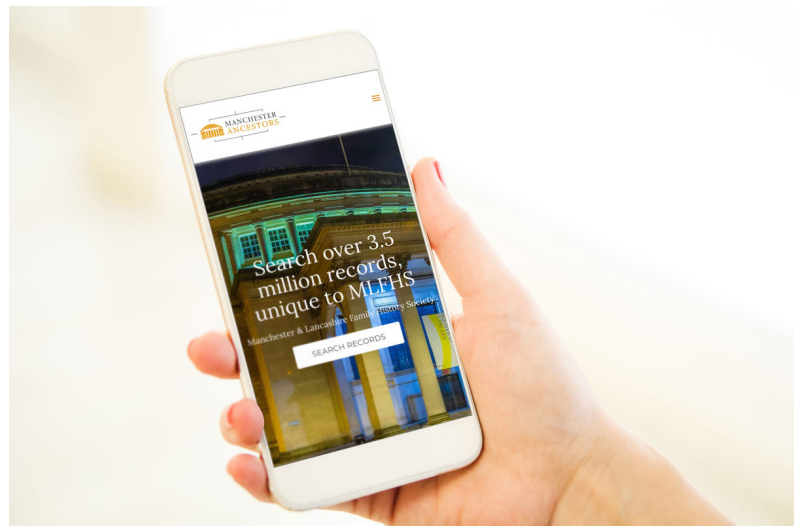 MANCHESTER
ANCESTORS
Search over 3.5
million records,
unique to MLFHS
Manchester & Lancashire Family History Society
SEARCH RECORDS